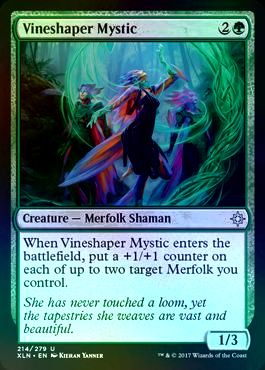 Vineshaper Mystic 2
Creature — Merfolk Shaman
When Vineshaper Mystic enters the
battlefield, put a +1/+1 counter on
each of up to two target Merfolk you
control.
She has never touched a loom, yet
the tapestries she weaves are vast and
beautiful.
1/3
214/279 U
XLN • EN Kieran Yanner
™ & © 2017 Wizards of the Coast